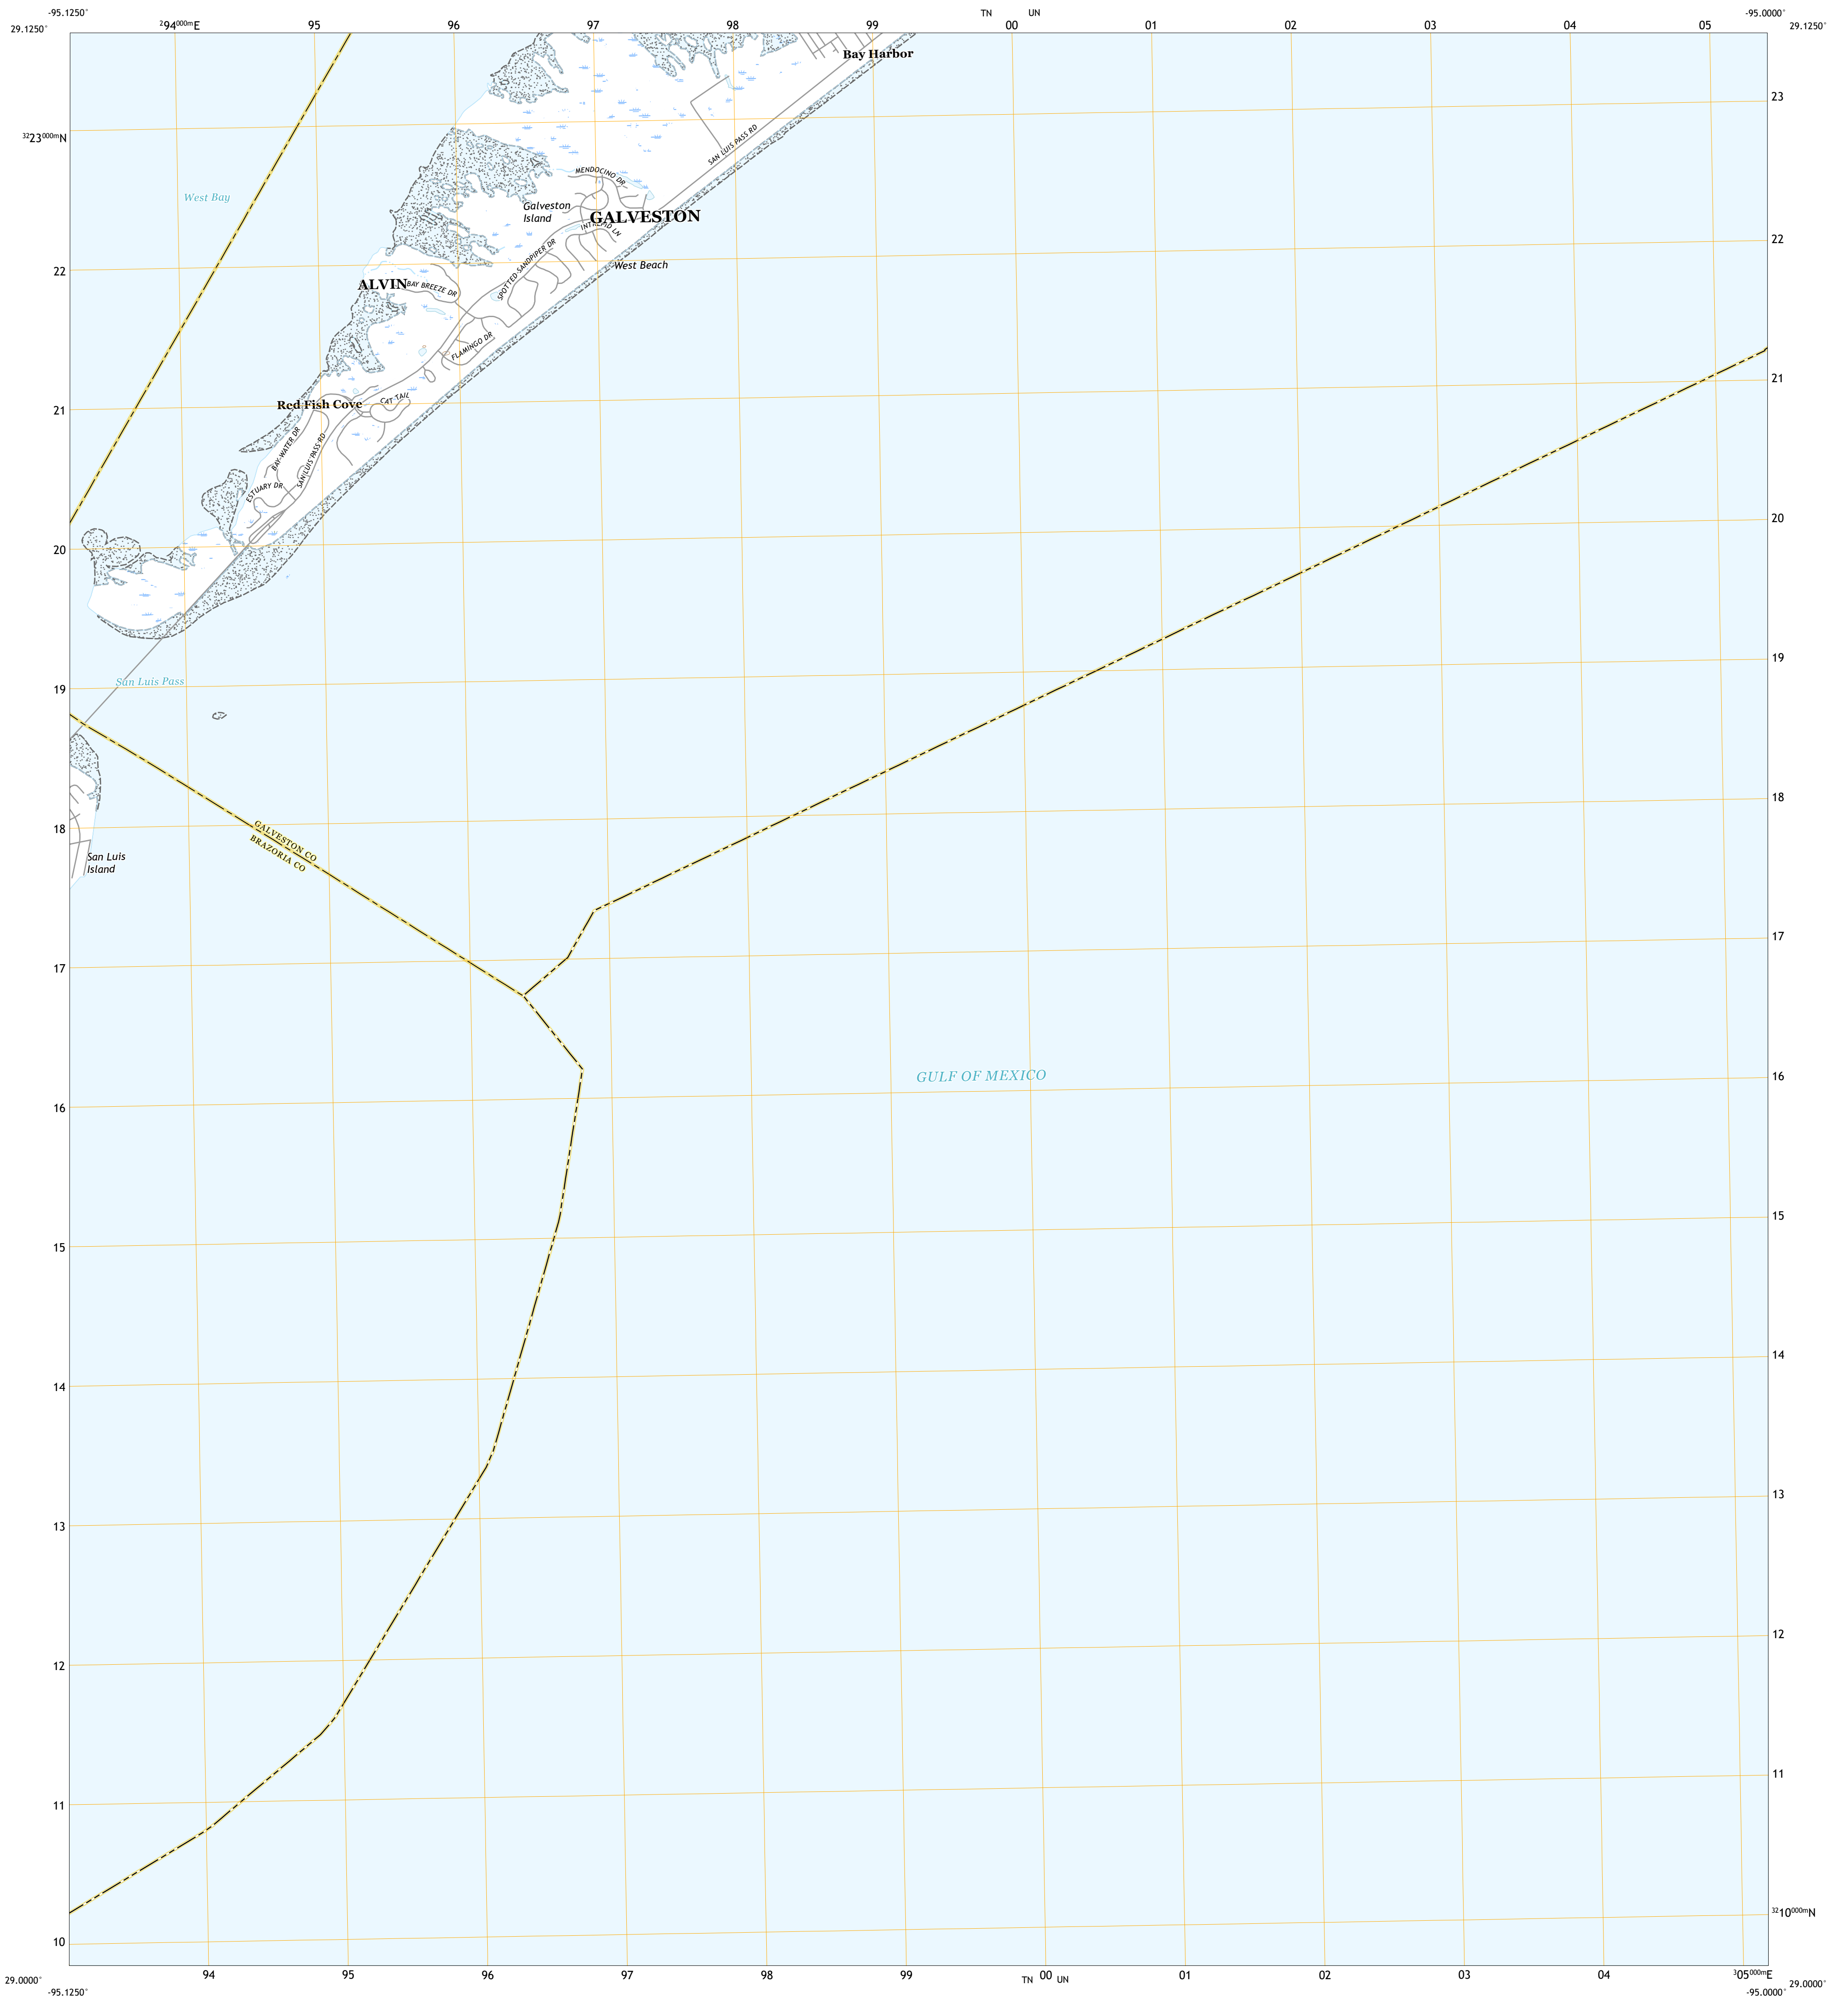 -95.1250°
29.1250°
294000mE
95
96
97
98
99
TN
UN
00
01
02
03
04
05
-95.0000°
29.1250°
Bay Harbor
23
3223000mN
SAN LUIS PASS RD
MENDOCINO DR
West Bay
Galveston
Island
GALVESTON
INTREPID LN
22
SPOTTED SANDPIPER DR
West Beach
22
ALVIN
BAY BREEZE DR
FLAMINGO DR
21
CAT TAIL
Red Fish Cove
21
BAY WATER DR
SAN LUIS PASS RD
ESTUARY DR
20
20
19
San Luis Pass
19
18
18
GALVESTON CO
BRAZORIA CO
San Luis
Island
17
17
GULF OF MEXICO
16
16
15
15
14
14
13
13
12
12
11
11
3210000mN
10
29.0000°
-95.1250°
94
95
96
97
98
99
TN
UN
00
01
02
03
04
305000mE
29.0000°
-95.0000°